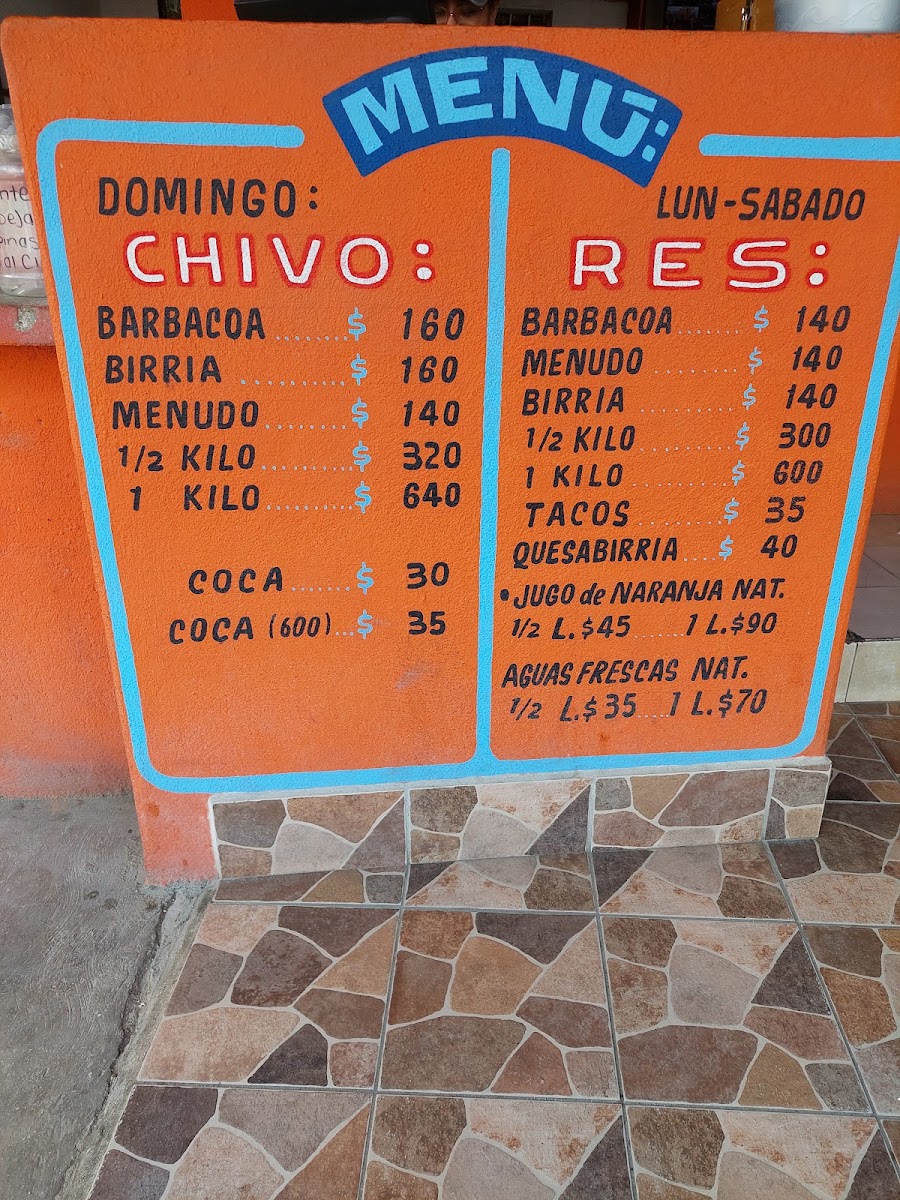 MENÚ:
DOMINGO:
CHIVO:
BARBACOA.........$ 160
BIRRIA ..........$ 160
MENUDO.........$ 140
1/2 KILO.........$ 320
1 KILO.........$ 640
COCA.......$ 30
COCA (600)...$ 35
LUN-SABADO
RES:
BARBACOA.......$ 140
MENUDO ..........$ 140
BIRRIA ..........$ 140
1/2 KILO ..........$ 300
1 KILO ..........$ 600
TACOS .........$ 35
QUESABIRRIA...$ 40
•JUGO de NARANJA NAT.
1/2 L.$45.......1 L.$90
AGUAS FRESCAS NAT.
1/2 L.$35.....1 L.$70